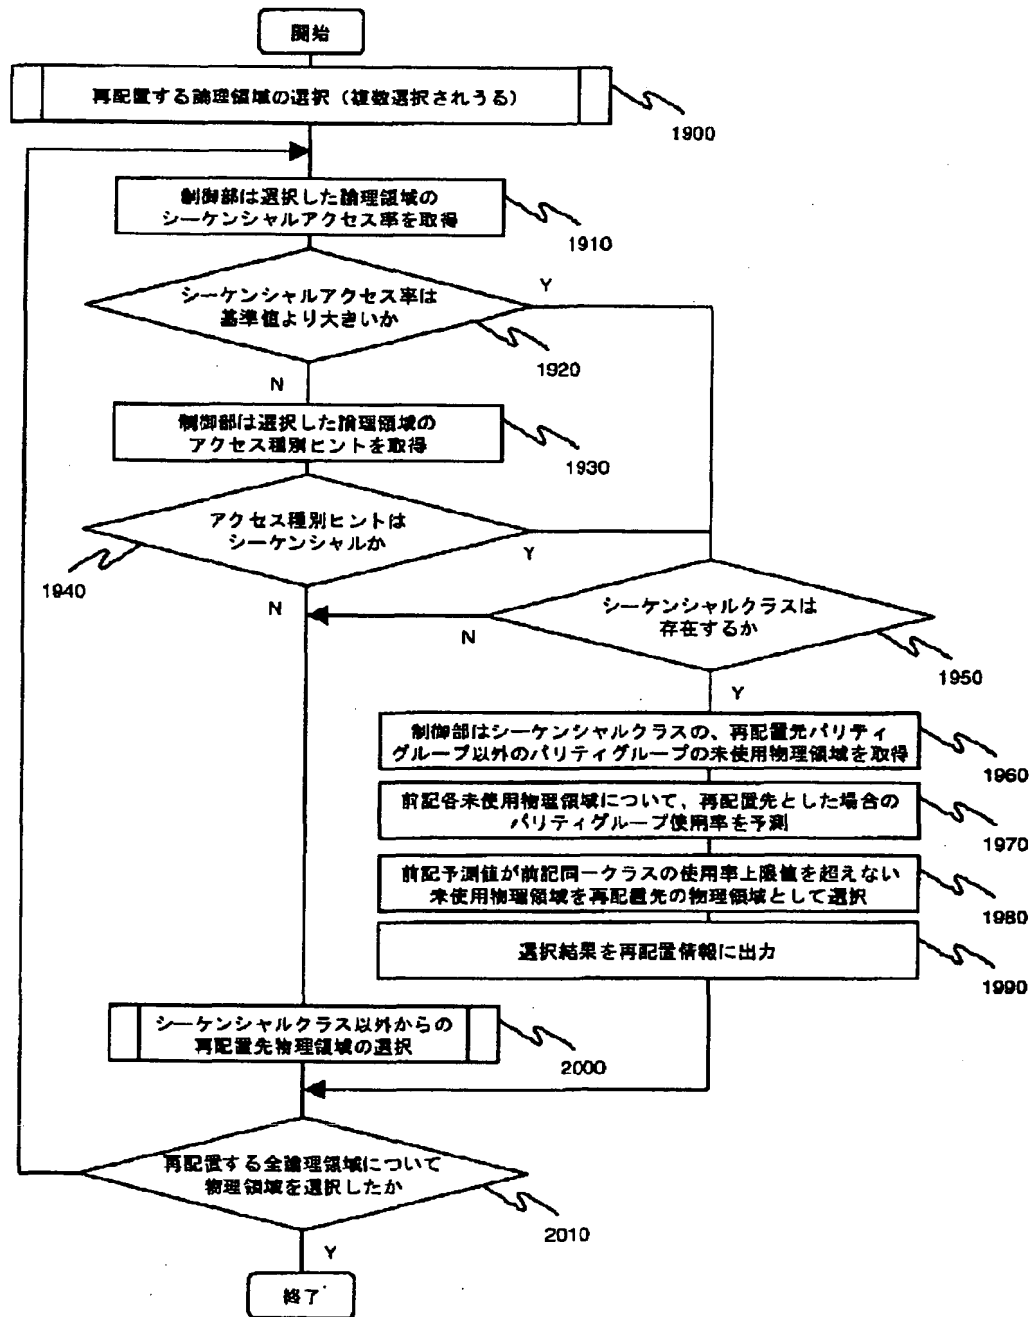 開始
再配置する論理領域の選択（複数選択されうる）
1900
制御部は選択した論理領域の
シーケンシャルアクセス率を取得
1910
シーケンシャルアクセス率は
基準値より大きいか
Y
1920
N
制御部は選択した論理領域の
アクセス種別ヒントを取得
1930
アクセス種別ヒントは
シーケンシャルか
Y
1940
N
シーケンシャルクラスは
存在するか
N
1950
Y
制御部はシーケンシャルクラスの、再配置先パリティ
グループ以外のパリティグループの未使用物理領域を取得
1960
前記各未使用物理領域について、再配置先とした場合の
パリティグループ使用率を予測
1970
前記予測値が前記同一クラスの使用率上限値を超えない
未使用物理領域を再配置先の物理領域として選択
1980
選択結果を再配置情報に出力
1990
シーケンシャルクラス以外からの
再配置先物理領域の選択
2000
再配置する全論理領域について
物理領域を選択したか
2010
Y
終了